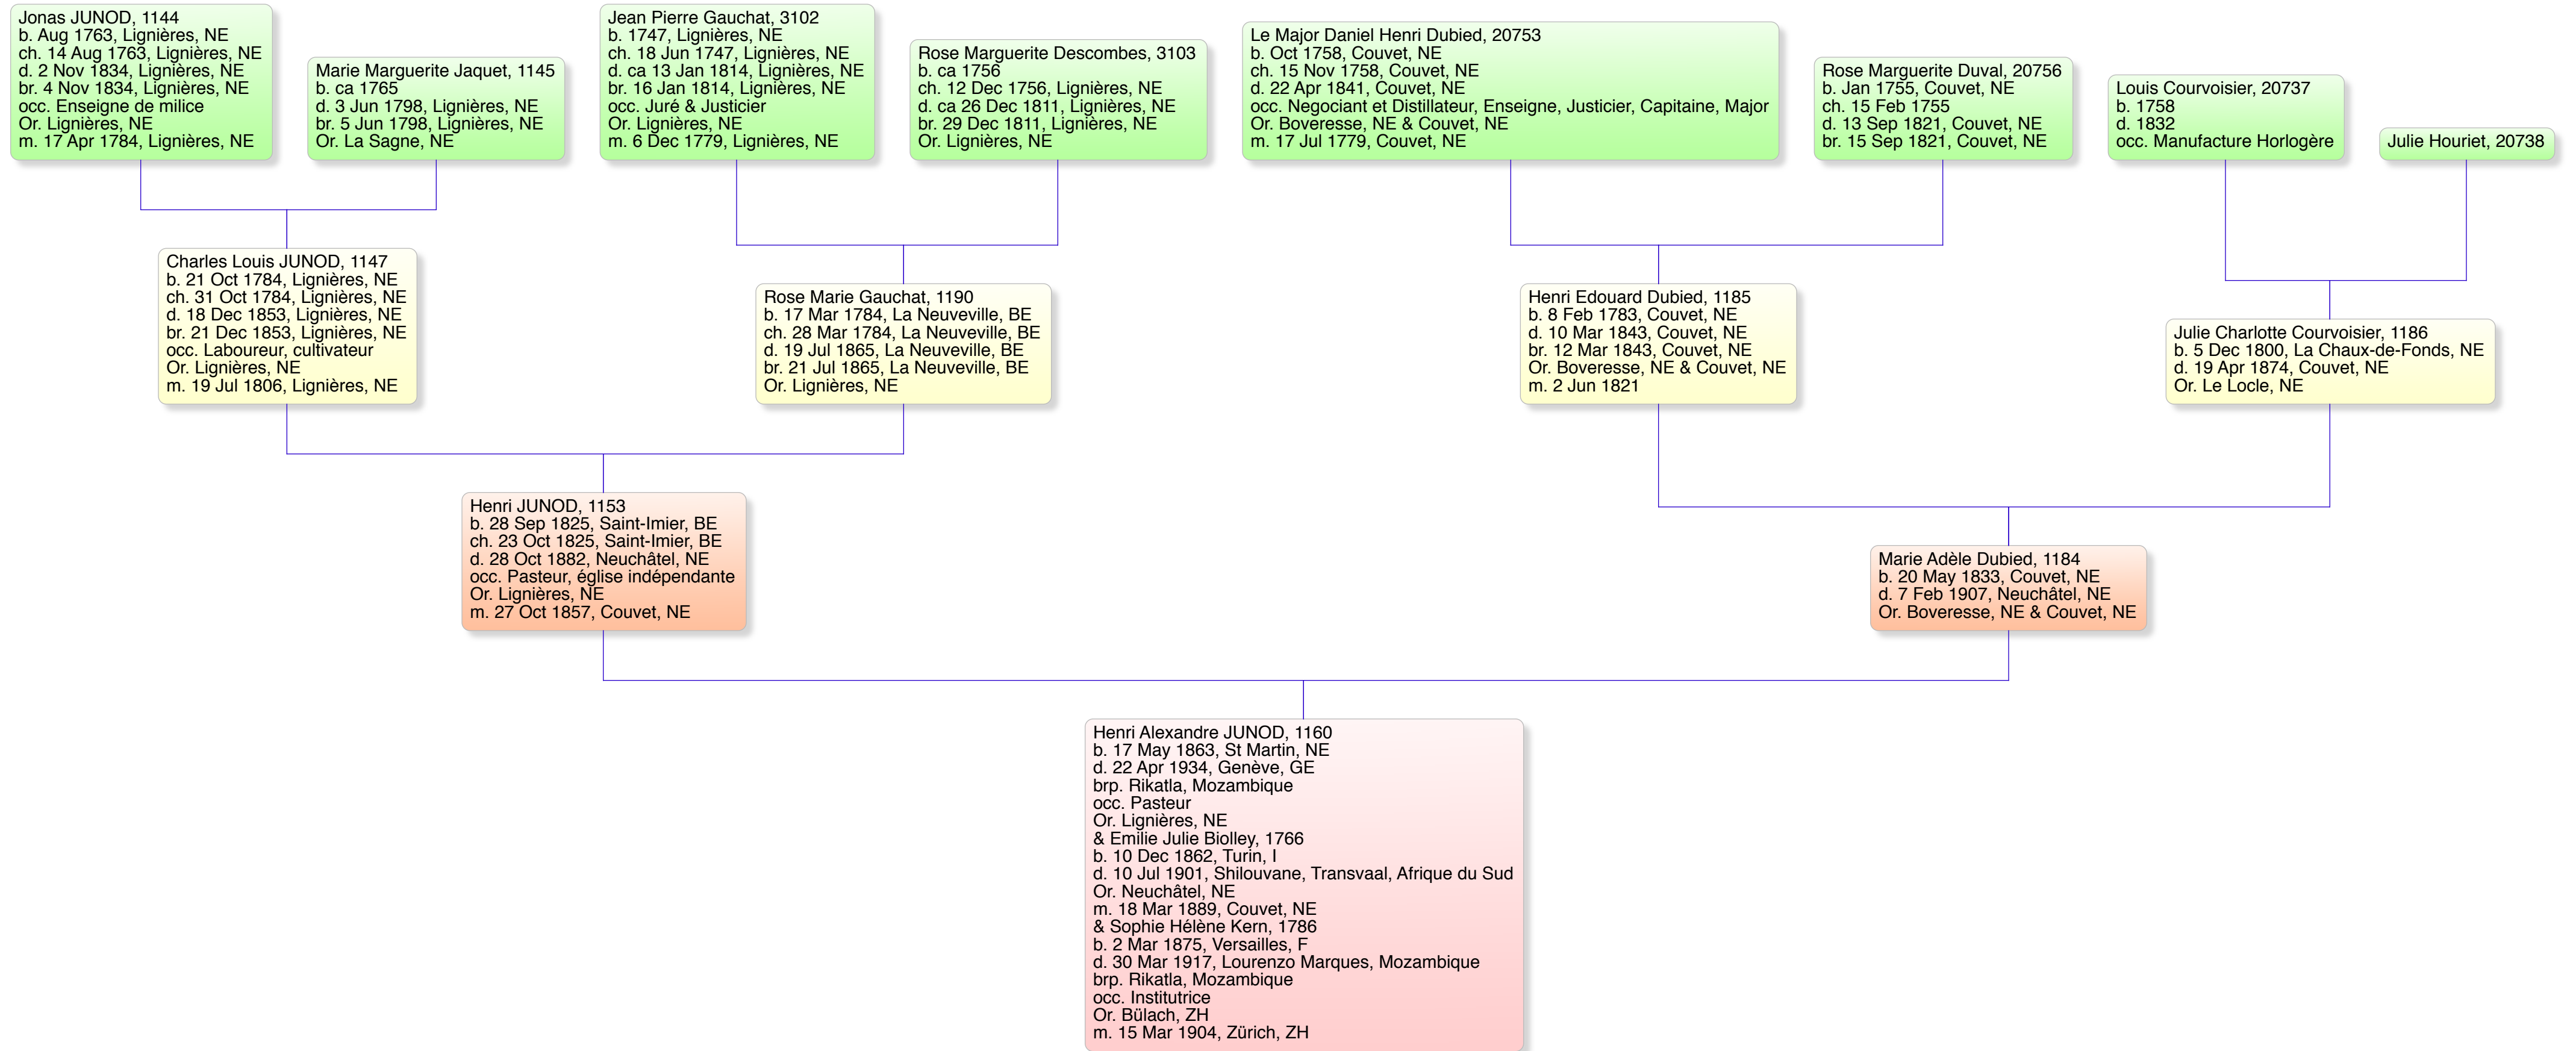 Jonas JUNOD, 1144
b. Aug 1763, Lignières, NE
ch. 14 Aug 1763, Lignières, NE
d. 2 Nov 1834, Lignières, NE
br. 4 Nov 1834, Lignières, NE
occ. Enseigne de milice
Or. Lignières, NE
m. 17 Apr 1784, Lignières, NE
Marie Marguerite Jaquet, 1145
b. ca 1765
d. 3 Jun 1798, Lignières, NE
br. 5 Jun 1798, Lignières, NE
Or. La Sagne, NE
Jean Pierre Gauchat, 3102
b. 1747, Lignières, NE
ch. 18 Jun 1747, Lignières, NE
d. ca 13 Jan 1814, Lignières, NE
br. 16 Jan 1814, Lignières, NE
occ. Juré & Justicier
Or. Lignières, NE
m. 6 Dec 1779, Lignières, NE
Rose Marguerite Descombes, 3103
b. ca 1756
ch. 12 Dec 1756, Lignières, NE
d. ca 26 Dec 1811, Lignières, NE
br. 29 Dec 1811, Lignières, NE
Or. Lignières, NE
Le Major Daniel Henri Dubied, 20753
b. Oct 1758, Couvet, NE
ch. 15 Nov 1758, Couvet, NE
d. 22 Apr 1841, Couvet, NE
occ. Negociant et Distillateur, Enseigne, Justicier, Capitaine, Major
Or. Boveresse, NE & Couvet, NE
m. 17 Jul 1779, Couvet, NE
Rose Marguerite Duval, 20756
b. Jan 1755, Couvet, NE
ch. 15 Feb 1755
d. 13 Sep 1821, Couvet, NE
br. 15 Sep 1821, Couvet, NE
Louis Courvoisier, 20737
b. 1758
d. 1832
occ. Manufacture Horlogère
Julie Houriet, 20738
Charles Louis JUNOD, 1147
b. 21 Oct 1784, Lignières, NE
ch. 31 Oct 1784, Lignières, NE
d. 18 Dec 1853, Lignières, NE
br. 21 Dec 1853, Lignières, NE
occ. Laboureur, cultivateur
Or. Lignières, NE
m. 19 Jul 1806, Lignières, NE
Rose Marie Gauchat, 1190
b. 17 Mar 1784, La Neuveville, BE
ch. 28 Mar 1784, La Neuveville, BE
d. 19 Jul 1865, La Neuveville, BE
br. 21 Jul 1865, La Neuveville, BE
Or. Lignières, NE
Henri Edouard Dubied, 1185
b. 8 Feb 1783, Couvet, NE
d. 10 Mar 1843, Couvet, NE
br. 12 Mar 1843, Couvet, NE
Or. Boveresse, NE & Couvet, NE
m. 2 Jun 1821
Julie Charlotte Courvoisier, 1186
b. 5 Dec 1800, La Chaux-de-Fonds, NE
d. 19 Apr 1874, Couvet, NE
Or. Le Locle, NE
Henri JUNOD, 1153
b. 28 Sep 1825, Saint-Imier, BE
ch. 23 Oct 1825, Saint-Imier, BE
d. 28 Oct 1882, Neuchâtel, NE
occ. Pasteur, église indépendante
Or. Lignières, NE
m. 27 Oct 1857, Couvet, NE
Marie Adèle Dubied, 1184
b. 20 May 1833, Couvet, NE
d. 7 Feb 1907, Neuchâtel, NE
Or. Boveresse, NE & Couvet, NE
Henri Alexandre JUNOD, 1160
b. 17 May 1863, St Martin, NE
d. 22 Apr 1934, Genève, GE
brp. Rikatla, Mozambique
occ. Pasteur
Or. Lignières, NE
& Emilie Julie Biolley, 1766
b. 10 Dec 1862, Turin, I
d. 10 Jul 1901, Shilouvane, Transvaal, Afrique du Sud
Or. Neuchâtel, NE
m. 18 Mar 1889, Couvet, NE
& Sophie Hélène Kern, 1786
b. 2 Mar 1875, Versailles, F
d. 30 Mar 1917, Lourenzo Marques, Mozambique
brp. Rikatla, Mozambique
occ. Institutrice
Or. Bülach, ZH
m. 15 Mar 1904, Zürich, ZH